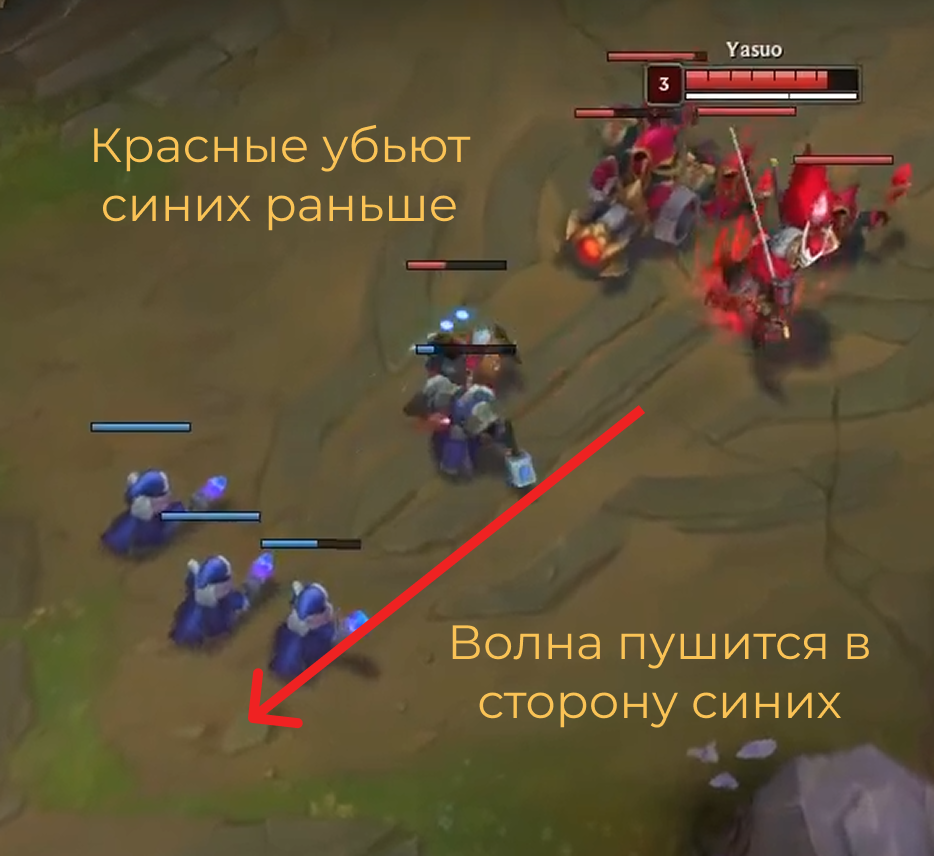 Yasuo
3
Красные убьют
синих раньше
Волна пушится в
сторону синих